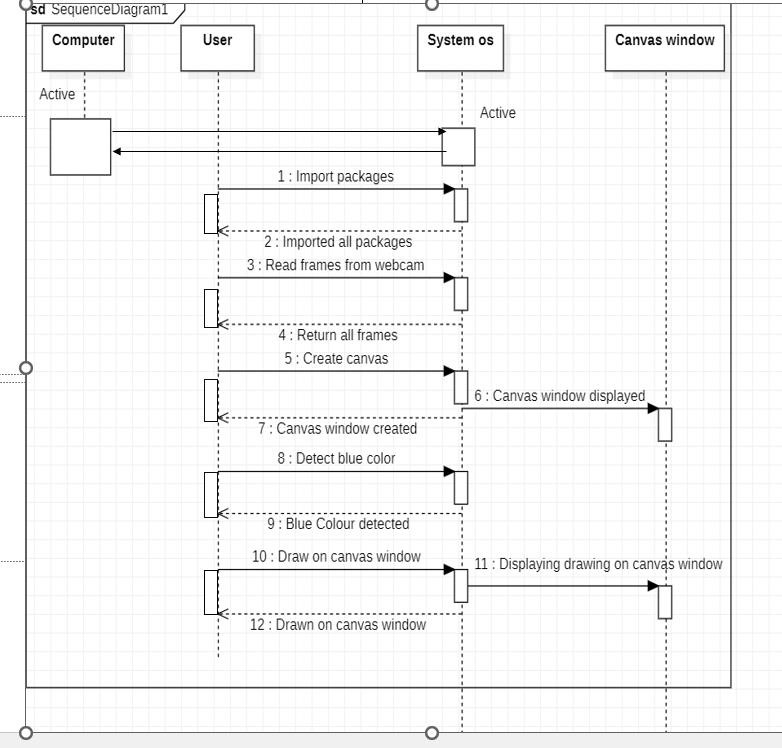 sd SequenceDiagram1
Computer
User
System os
Canvas window
Active
Active
1 : Import packages
2 : Imported all packages
3 : Read frames from webcam
4 : Return all frames
5 : Create canvas
6 : Canvas window displayed
7 : Canvas window created
8 : Detect blue color
9 : Blue Colour detected
10 : Draw on canvas window
11 : Displaying drawing on canvas window
12 : Drawn on canvas window